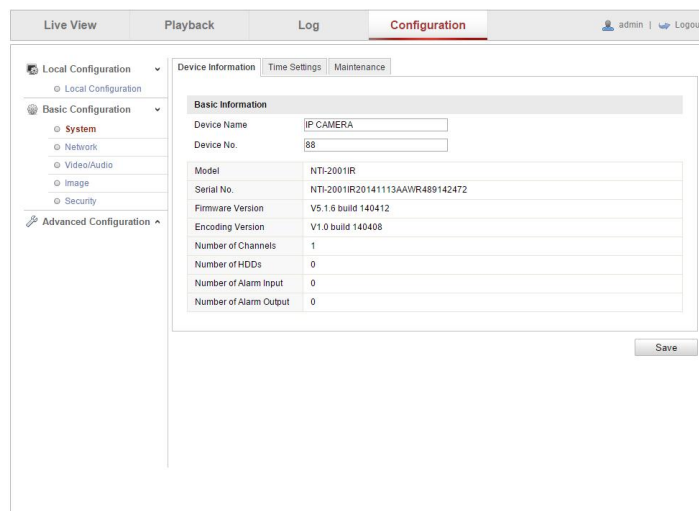 Live View Playback Log Configuration admin | Logou
Local Configuration
Local Configuration
Basic Configuration
System
Network
Video/Audio
Image
Security
Advanced Configuration
Device Information Time Settings Maintenance
Basic Information
Device Name IP CAMERA
Device No. 88
Model NTI-2001IR
Serial No. NTI-2001IR20141113AAWR489142472
Firmware Version V5.1.6 build 140412
Encoding Version V1.0 build 140408
Number of Channels 1
Number of HDDs 0
Number of Alarm Input 0
Number of Alarm Output 0
Save